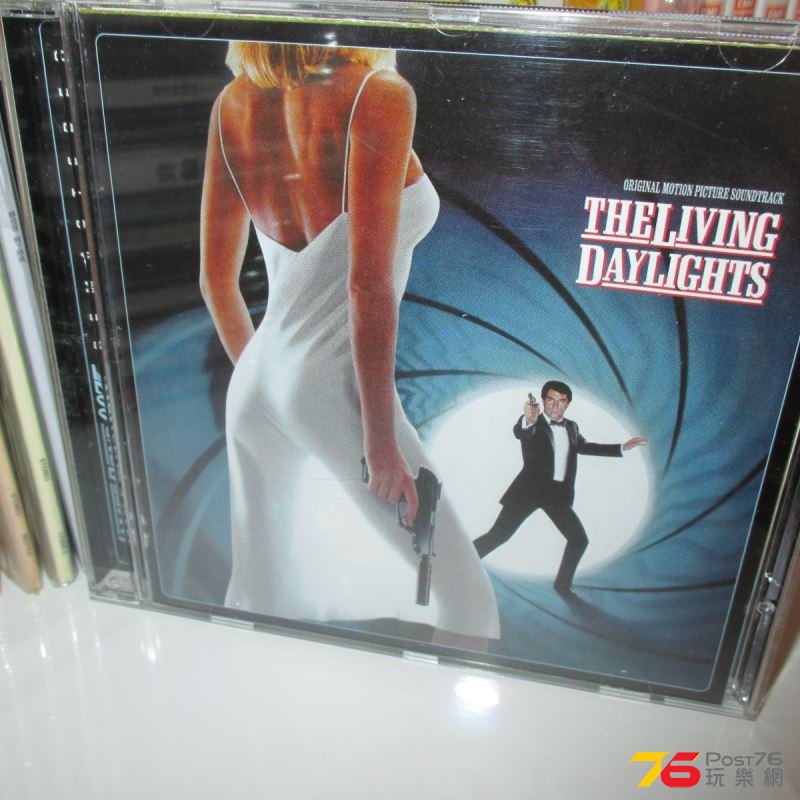 ORIGINAL MOTION PICTURE SOUNDTRACK
THE LIVING
DAYLIGHTS
76 POST76
玩樂網